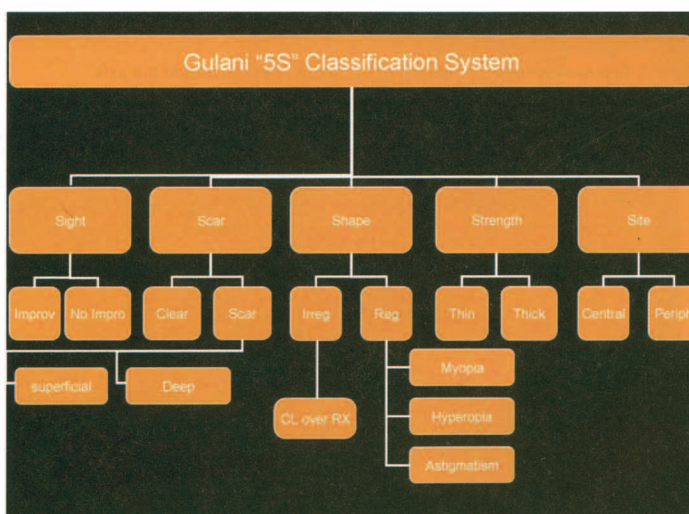 Gulani "5S" Classification System
Sight
Scar
Shape
Strength
Site
Improv
No Impro
Clear
Scar
Irreg
Reg
Thin
Thick
Central
Periph
superficial
Deep
CL over RX
Myopia
Hyperopia
Astigmatism